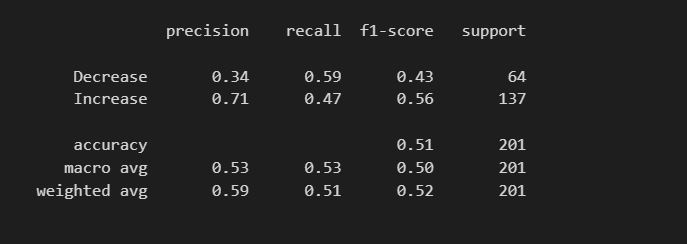 precision recall f1-score support
Decrease 0.34 0.59 0.43 64
Increase 0.71 0.47 0.56 137
accuracy 0.51 201
macro avg 0.53 0.53 0.50 201
weighted avg 0.59 0.51 0.52 201